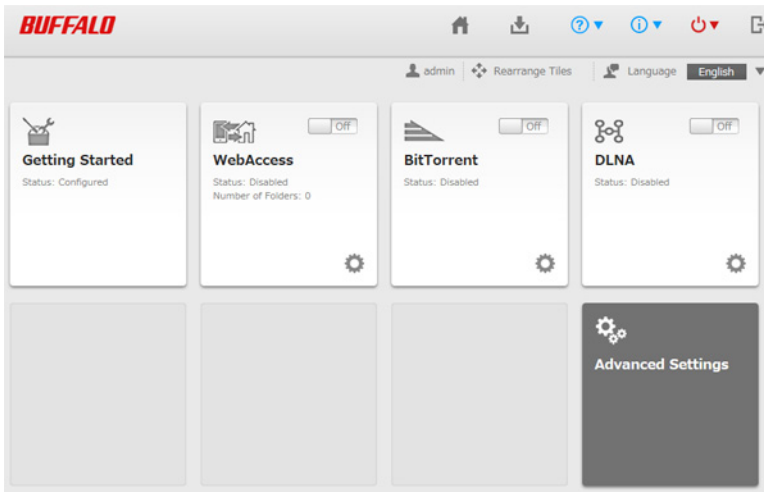 BUFFALO
admin Rearrange Tiles Language English
Off Off Off
Getting Started WebAccess BitTorrent DLNA
Status: Configured Status: Disabled Status: Disabled Status: Disabled
Number of Folders: 0
Advanced Settings